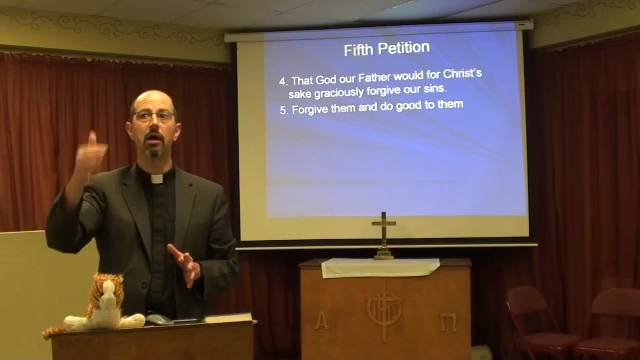 Fifth Petition
4. That God our Father would for Christ's
sake graciously forgive our sins.
5. Forgive them and do good to them
Α
IHS
Ω